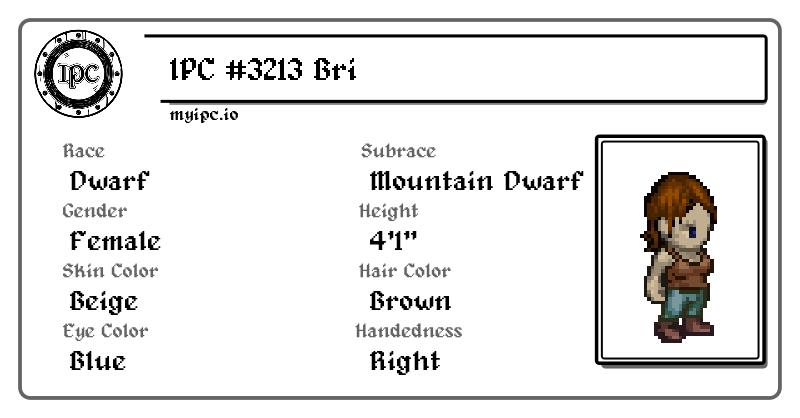 IPC
IPC #3213 Bri
myipc.io
Race
Dwarf
Subrace
Mountain Dwarf
Gender
Female
Height
4'1"
Skin Color
Beige
Hair Color
Brown
Eye Color
Blue
Handedness
Right